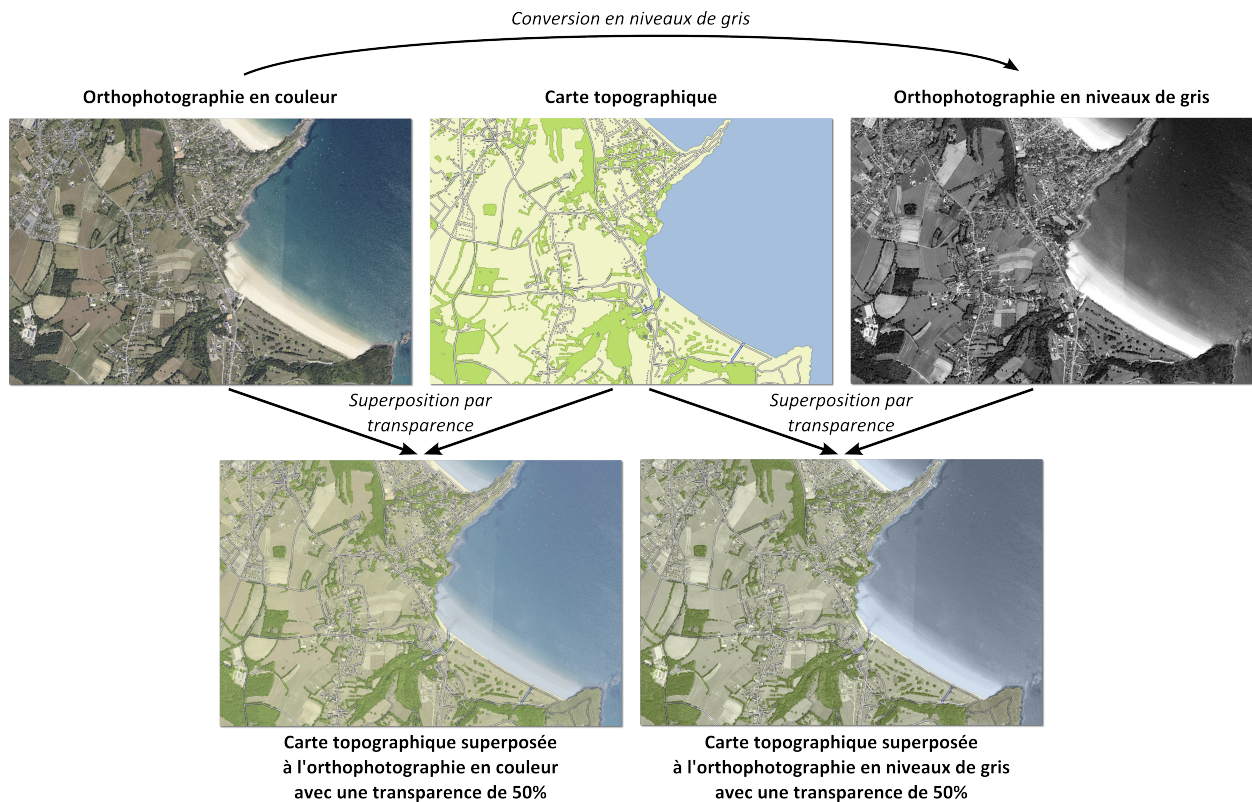 Conversion en niveaux de gris
Orthophotographie en couleur
Carte topographique
Orthophotographie en niveaux de gris
Superposition par
transparence
Superposition par
transparence
Carte topographique superposée
à l'orthophotographie en couleur
avec une transparence de 50%
Carte topographique superposée
à l'orthophotographie en niveaux de gris
avec une transparence de 50%